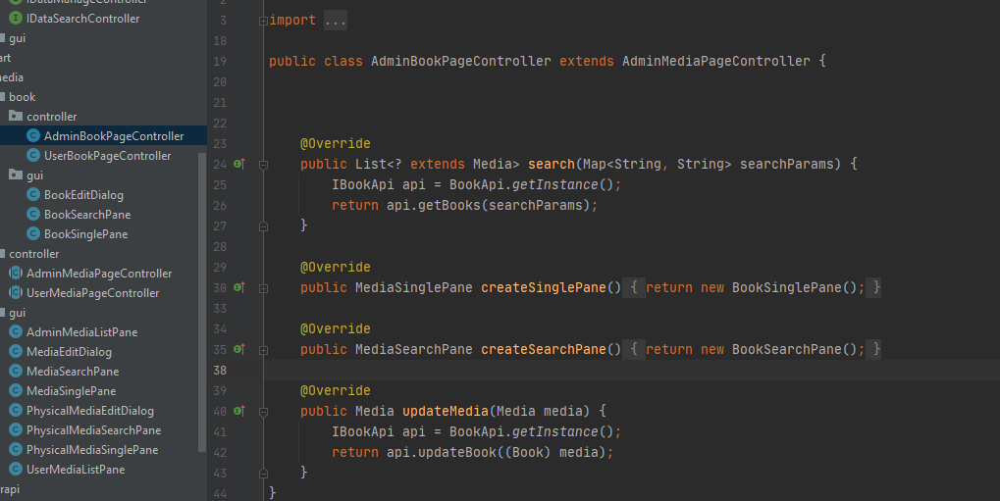 IDataManageController
IDataSearchController
gui
art
media
book
controller
AdminBookPageController
UserBookPageController
gui
BookEditDialog
BookSearchPane
BookSinglePane
controller
AdminMediaPageController
UserMediaPageController
gui
AdminMediaListPane
MediaEditDialog
MediaSearchPane
MediaSinglePane
PhysicalMediaEditDialog
PhysicalMediaSearchPane
PhysicalMediaSinglePane
UserMediaListPane
rapi
2
3 import ...
18
19 public class AdminBookPageController extends AdminMediaPageController {
20
21
22
23 @Override
24 public List<? extends Media> search(Map<String, String> searchParams) {
25 IBookApi api = BookApi.getInstance();
26 return api.getBooks(searchParams);
27 }
28
29 @Override
30 public MediaSinglePane createSinglePane() { return new BookSinglePane(); }
33
34 @Override
35 public MediaSearchPane createSearchPane() { return new BookSearchPane(); }
38
39 @Override
40 public Media updateMedia(Media media) {
41 IBookApi api = BookApi.getInstance();
42 return api.updateBook((Book) media);
43 }
44 }